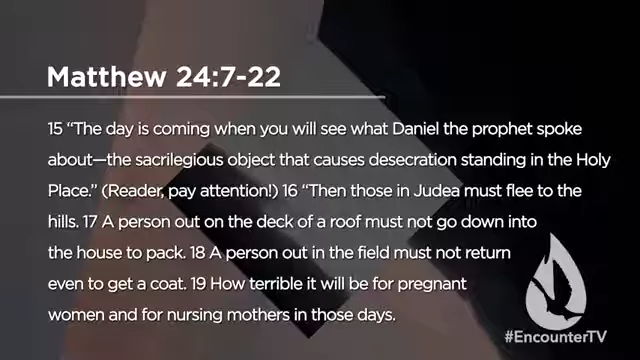 Matthew 24:7-22
15 “The day is coming when you will see what Daniel the prophet spoke
about—the sacrilegious object that causes desecration standing in the Holy
Place.” (Reader, pay attention!) 16 “Then those in Judea must flee to the
hills. 17 A person out on the deck of a roof must not go down into
the house to pack. 18 A person out in the field must not return
even to get a coat. 19 How terrible it will be for pregnant
women and for nursing mothers in those days.
#EncounterTV